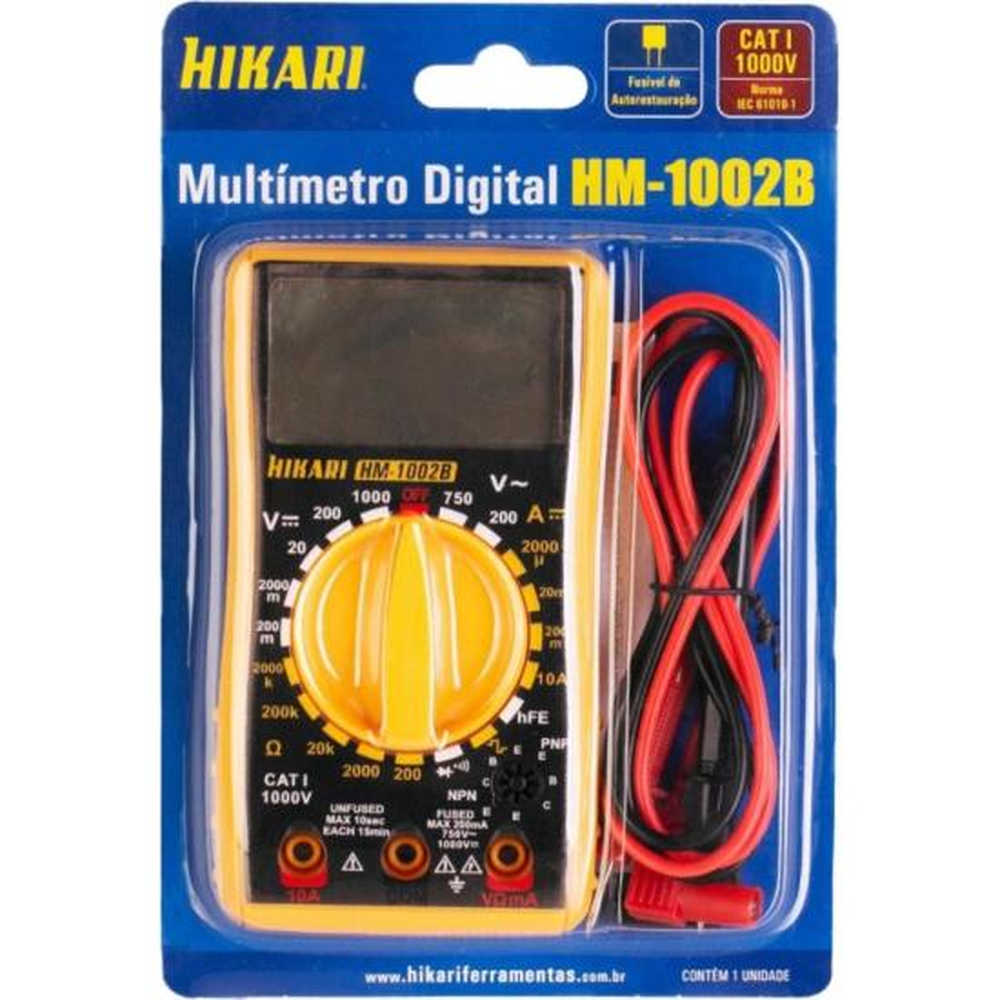 HIKARI
Fusível de
Autorestauração
CAT I
1000V
Norma
IEC 61010-1
Multímetro Digital HM-1002B
HIKARI HM-1002B
1000 OFF 750 V~
V 200 200 A
20 2000
µ
2000
m 20m
200
m 200
m
2000
k 10A
200k hFE
Ω 20k 2000 200
PNP
E E
B B
C C
E E
NPN
CAT I
1000V
UNFUSED
MAX 10sec
EACH 15min
FUSED
MAX 200mA
750V~
1000V
10A COM VΩmA
www.hikariferramentas.com.br
CONTÉM 1 UNIDADE